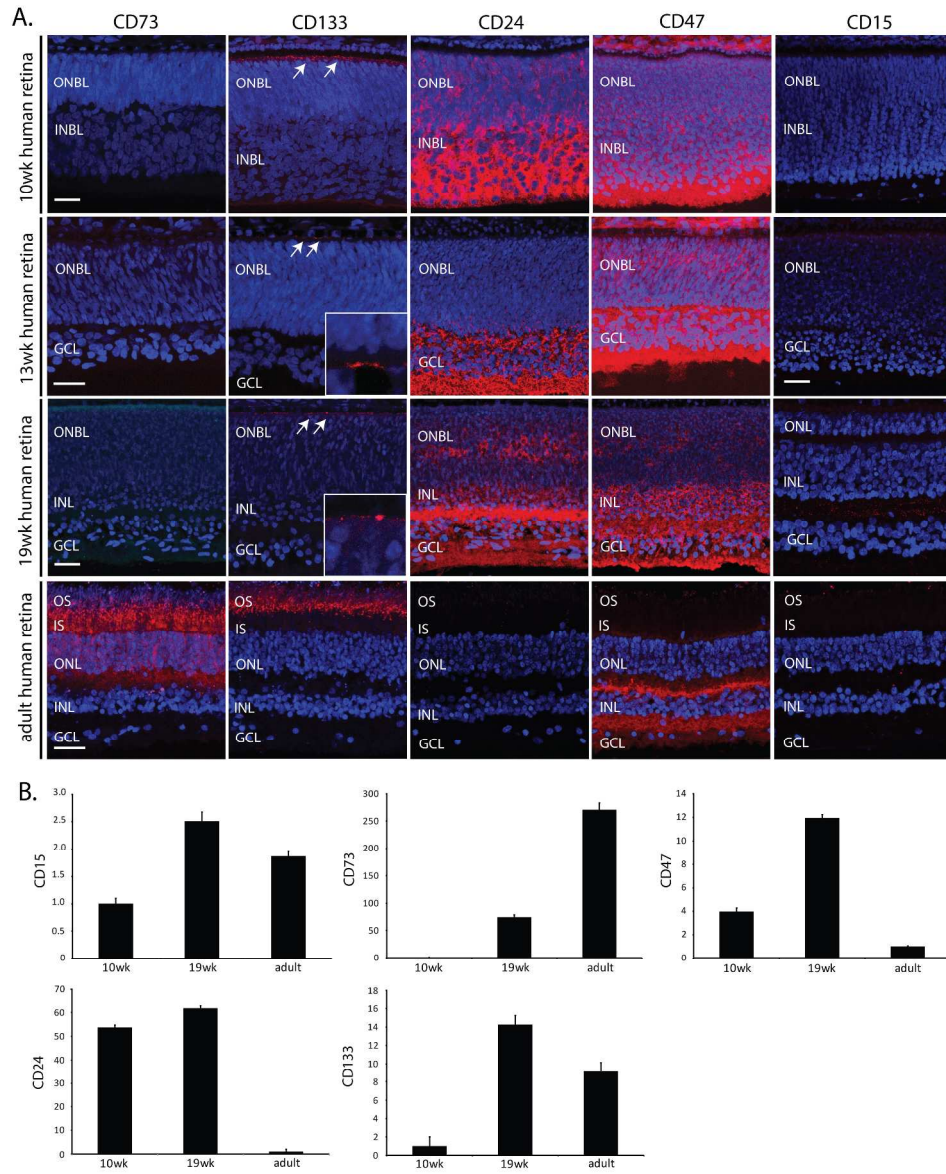 A.
CD73 CD133 CD24 CD47 CD15
10wk human retina
ONBL ONBL ONBL ONBL ONBL
INBL INBL INBL INBL INBL
13wk human retina
ONBL ONBL ONBL ONBL ONBL
GCL GCL GCL GCL GCL
19wk human retina
ONBL ONBL ONBL ONBL ONL
INL INL INL INL INL
GCL GCL GCL GCL GCL
adult human retina
OS OS OS OS OS
IS IS IS IS IS
ONL ONL ONL ONL ONL
INL INL INL INL INL
GCL GCL GCL GCL GCL
B.
CD15
3.0
2.5
2.0
1.5
1.0
0.5
0
10wk 19wk adult
CD73
300
250
200
150
100
50
0
10wk 19wk adult
CD47
14
12
10
8
6
4
2
0
10wk 19wk adult
CD24
70
60
50
40
30
20
10
0
10wk 19wk adult
CD133
18
16
14
12
10
8
6
4
2
0
10wk 19wk adult